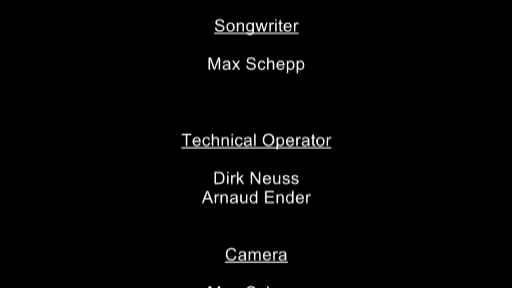 Songwriter
Max Schepp
Technical Operator
Dirk Neuss
Arnaud Ender
Camera